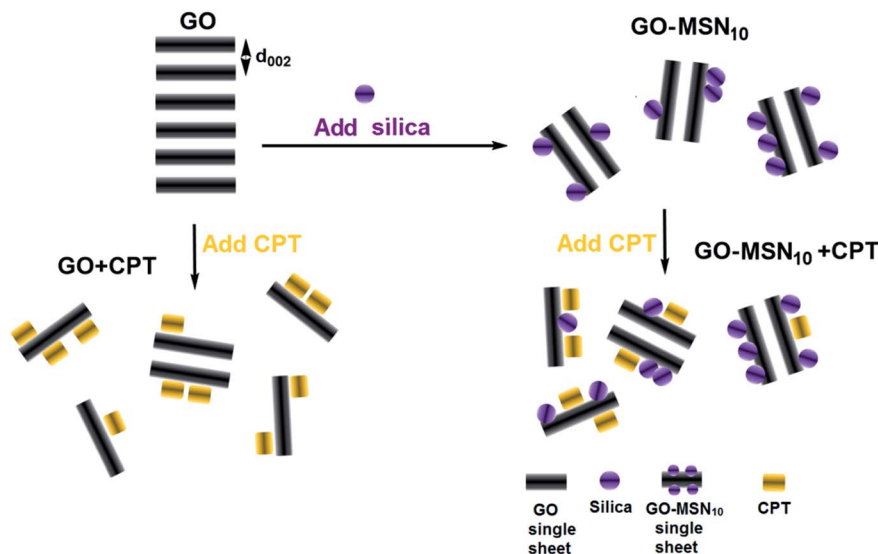 GO
d₀₀₂
Add silica
GO-MSN₁₀
Add CPT
GO+CPT
Add CPT
GO-MSN₁₀ +CPT
GO
single
sheet
Silica
GO-MSN₁₀
single
sheet
CPT